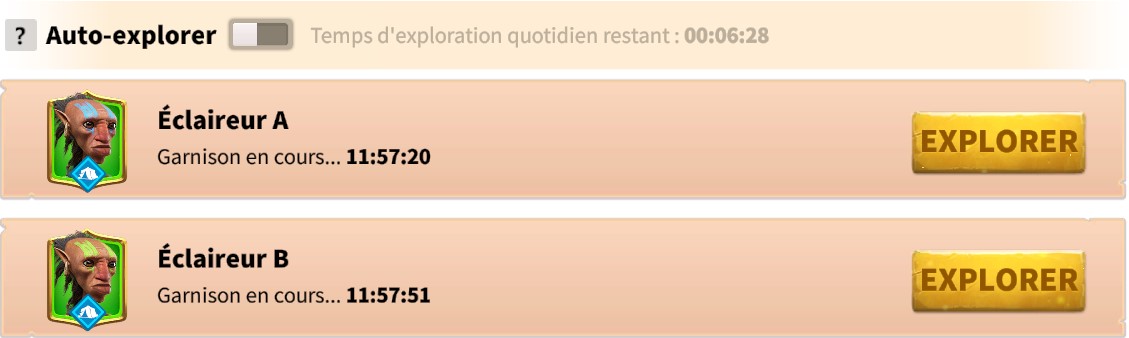 ? Auto-explorer Temps d'exploration quotidien restant : 00:06:28
Éclaireur A
Garnison en cours... 11:57:20
EXPLORER
Éclaireur B
Garnison en cours... 11:57:51
EXPLORER